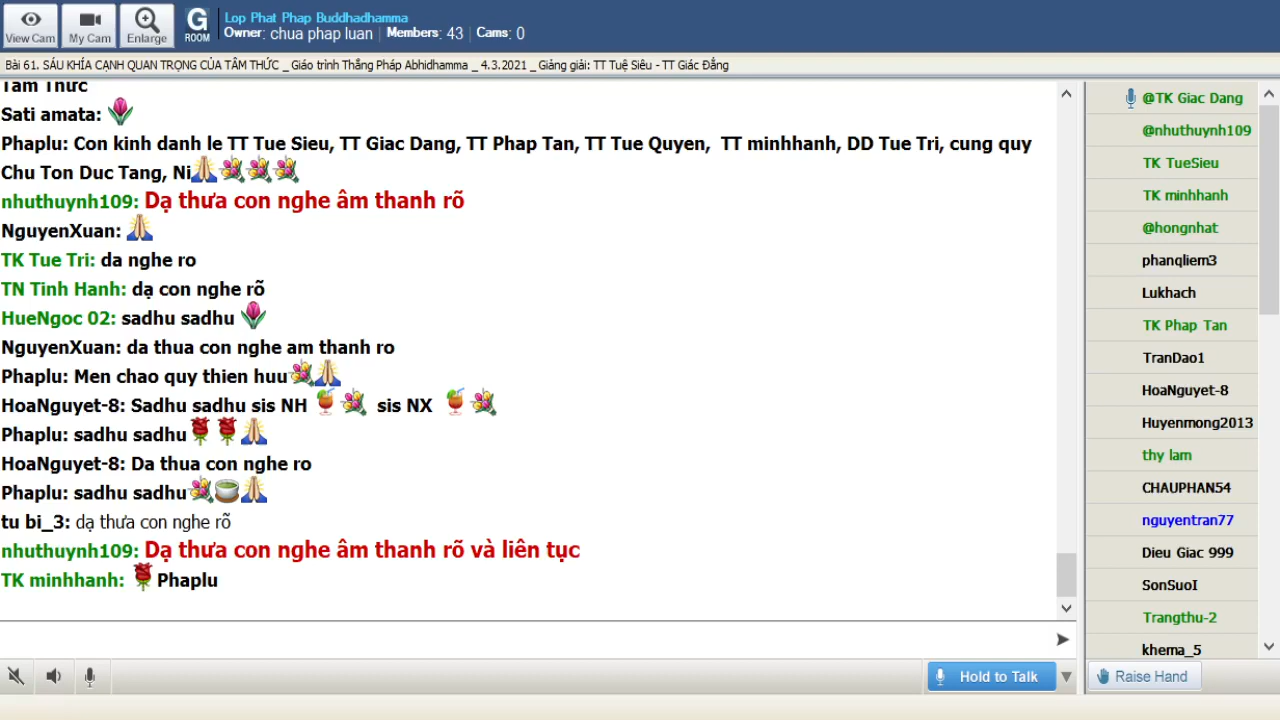 View Cam
My Cam
Enlarge
G
ROOM
Lop Phat Phap Buddhadhamma
Owner: chua phap luan | Members: 43 | Cams: 0
Bài 61. SÁU KHÍA CẠNH QUAN TRỌNG CỦA TÂM THỨC _ Giáo trình Thắng Pháp Abhidhamma _ 4.3.2021 _ Giảng giải: TT Tuệ Siêu - TT Giác Đẳng
Tâm Thức
Sati amata:
Phaplu: Con kinh danh le TT Tue Sieu, TT Giac Dang, TT Phap Tan, TT Tue Quyen, TT minhhanh, DD Tue Tri, cung quy
Chu Ton Duc Tang, Ni
nhuthuynh109: Dạ thưa con nghe âm thanh rõ
NguyenXuan:
TK Tue Tri: da nghe ro
TN Tinh Hanh: dạ con nghe rõ
HueNgoc 02: sadhu sadhu
NguyenXuan: da thua con nghe am thanh ro
Phaplu: Men chao quy thien huu
HoaNguyet-8: Sadhu sadhu sis NH sis NX
Phaplu: sadhu sadhu
HoaNguyet-8: Da thua con nghe ro
Phaplu: sadhu sadhu
tu bi_3: dạ thưa con nghe rõ
nhuthuynh109: Dạ thưa con nghe âm thanh rõ và liên tục
TK minhhanh: Phaplu
@TK Giac Dang
@nhuthuynh109
TK TueSieu
TK minhhanh
@hongnhat
phanqliem3
Lukhach
TK Phap Tan
TranDao1
HoaNguyet-8
Huyenmong2013
thy lam
CHAUPHAN54
nguyentran77
Dieu Giac 999
SonSuoI
Trangthu-2
khema_5
Hold to Talk
Raise Hand